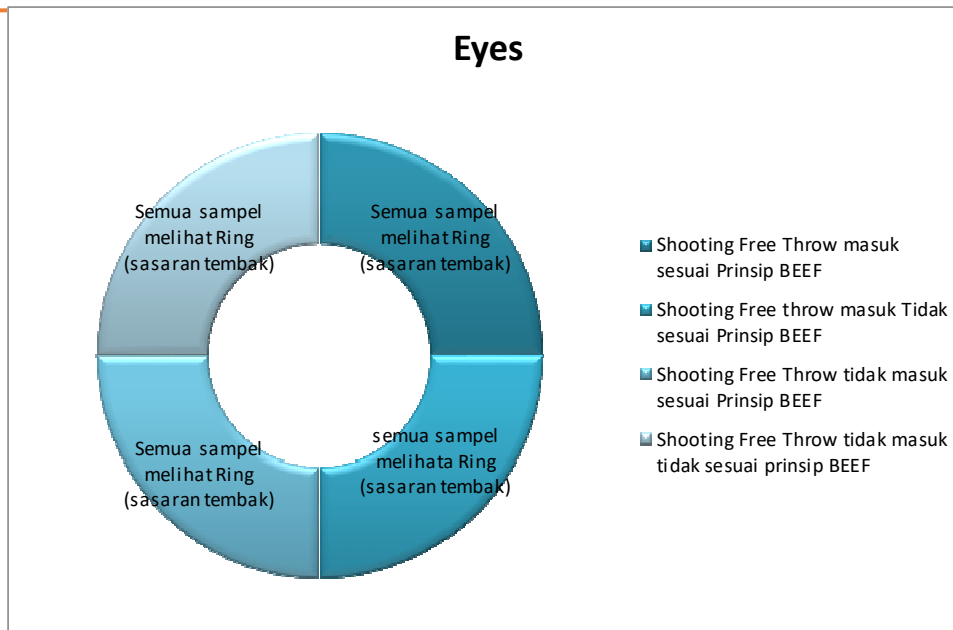 Eyes
Semua sampel
melihat Ring
(sasaran tembak)
Semua sampel
melihat Ring
(sasaran tembak)
Semua sampel
melihat Ring
(sasaran tembak)
semua sampel
melihata Ring
(sasaran tembak)
Shooting Free Throw masuk
sesuai Prinsip BEEF
Shooting Free throw masuk Tidak
sesuai Prinsip BEEF
Shooting Free Throw tidak masuk
sesuai Prinsip BEEF
Shooting Free Throw tidak masuk
tidak sesuai prinsip BEEF